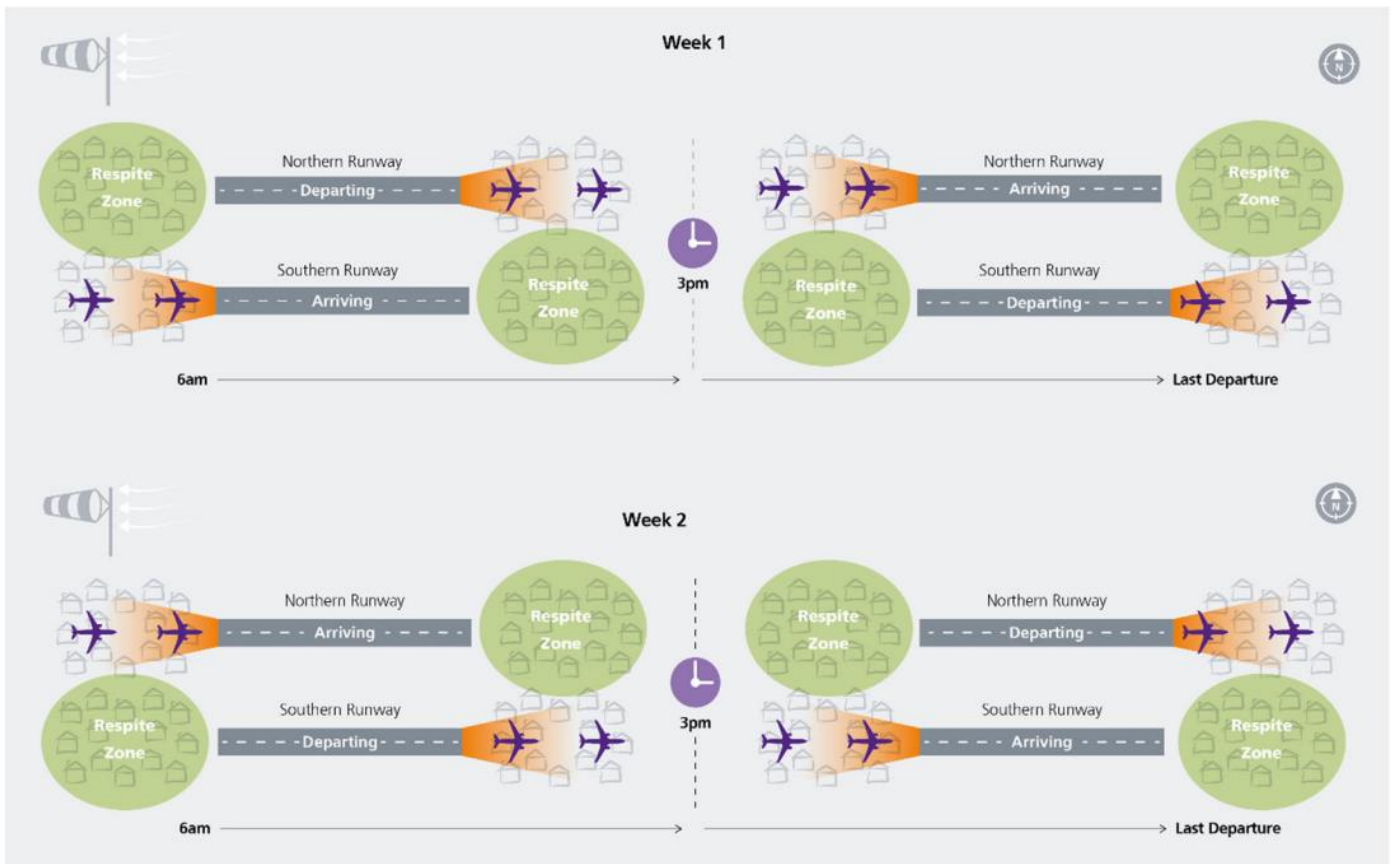 Week 1
N
Respite
Zone
Northern Runway
Departing
Southern Runway
Arriving
Respite
Zone
3pm
Northern Runway
Arriving
Respite
Zone
Respite
Zone
Southern Runway
Departing
6am
Last Departure
Week 2
N
Northern Runway
Arriving
Respite
Zone
Respite
Zone
Southern Runway
Departing
3pm
Respite
Zone
Northern Runway
Departing
Southern Runway
Arriving
Respite
Zone
6am
Last Departure